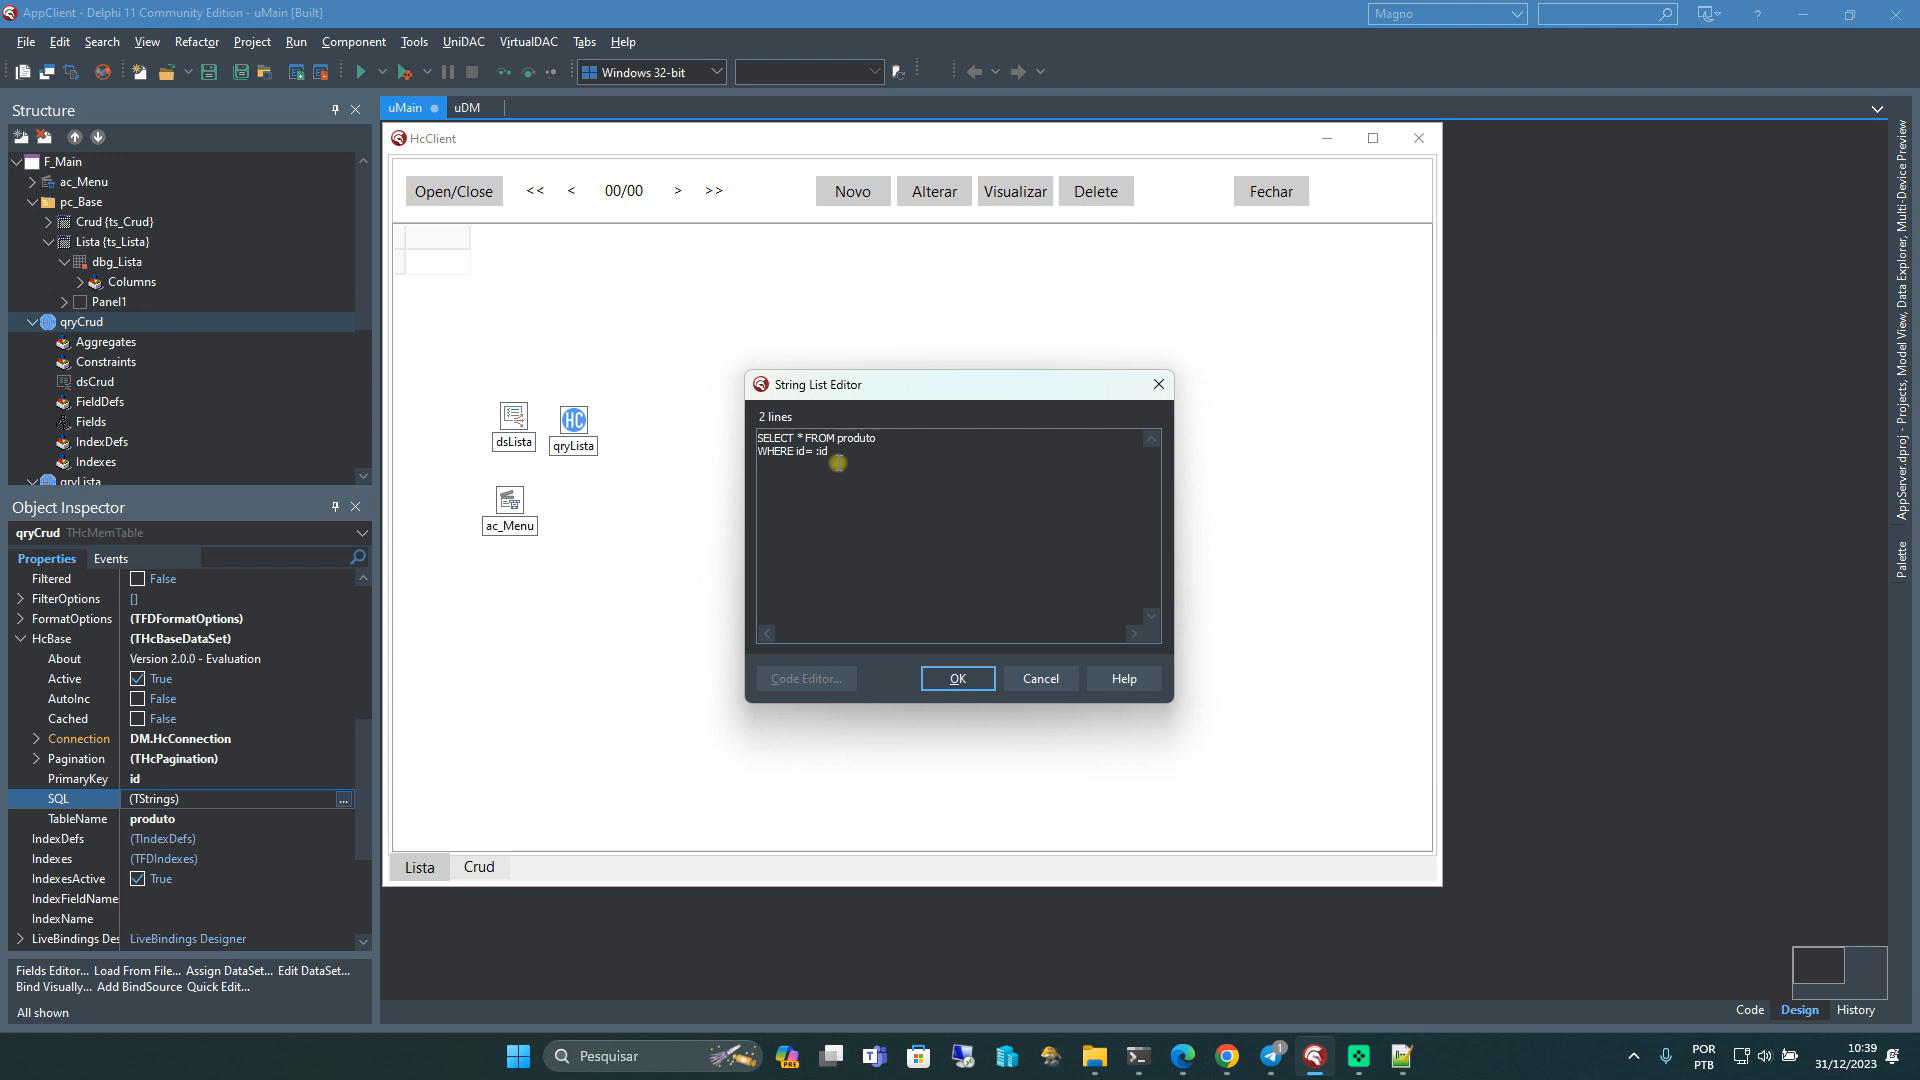 AppClient - Delphi 11 Community Edition - uMain [Built]
Magno
File Edit Search View Refactor Project Run Component Tools UniDAC VirtualDAC Tabs Help
Windows 32-bit
Structure
F_Main
ac_Menu
pc_Base
Crud {ts_Crud}
Lista {ts_Lista}
dbg_Lista
Columns
Panel1
qryCrud
Aggregates
Constraints
dsCrud
FieldDefs
Fields
IndexDefs
Indexes
qryLista
Object Inspector
qryCrud THcMemTable
Properties Events
Filtered False
FilterOptions []
FormatOptions (TFDFormatOptions)
HcBase (THcBaseDataSet)
About Version 2.0.0 - Evaluation
Active True
AutoInc False
Cached False
Connection DM.HcConnection
Pagination (THcPagination)
PrimaryKey id
SQL (TStrings) ...
TableName produto
IndexDefs (TIndexDefs)
Indexes (TFDIndexes)
IndexesActive True
IndexFieldName
IndexName
LiveBindings Des LiveBindings Designer
Fields Editor... Load From File... Assign DataSet... Edit DataSet...
Bind Visually... Add BindSource Quick Edit...
All shown
uMain uDM
HcClient
Open/Close << < 00/00 > >> Novo Alterar Visualizar Delete Fechar
dsLista
HC
qryLista
ac_Menu
String List Editor
2 lines
SELECT * FROM produto
WHERE id= :id
Code Editor... OK Cancel Help
Lista Crud
AppServer.dproj - Projects, Model View, Data Explorer, Multi-Device Preview
Palette
Code Design History
Pesquisar
PRE
1
POR
PTB
10:39
31/12/2023